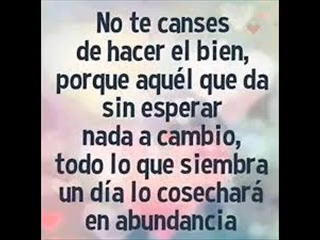 No te canses
de hacer el bien,
porque aquél que da
sin esperar
nada a cambio,
todo lo que siembra
un día lo cosechará
en abundancia